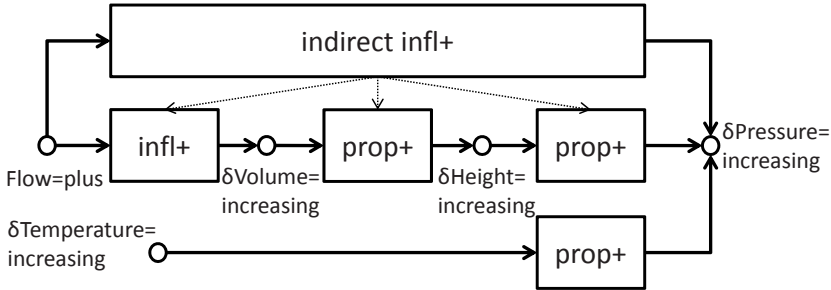 indirect infl+
infl+
prop+
prop+
δPressure=
increasing
Flow=plus
δVolume=
increasing
δHeight=
increasing
δTemperature=
increasing
prop+